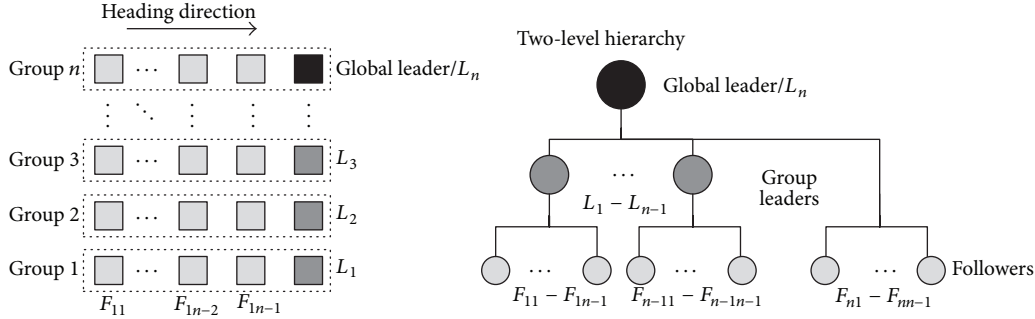 Heading direction
Group n ... Global leader/L_n
Group 3 ... L_3
Group 2 ... L_2
Group 1 ... L_1
F_11 F_1n−2 F_1n−1
Two-level hierarchy
Global leader/L_n
...
L_1 − L_n−1
Group
leaders
... ... ... Followers
F_11 − F_1n−1 F_n−11 − F_n−1n−1 F_n1 − F_nn−1